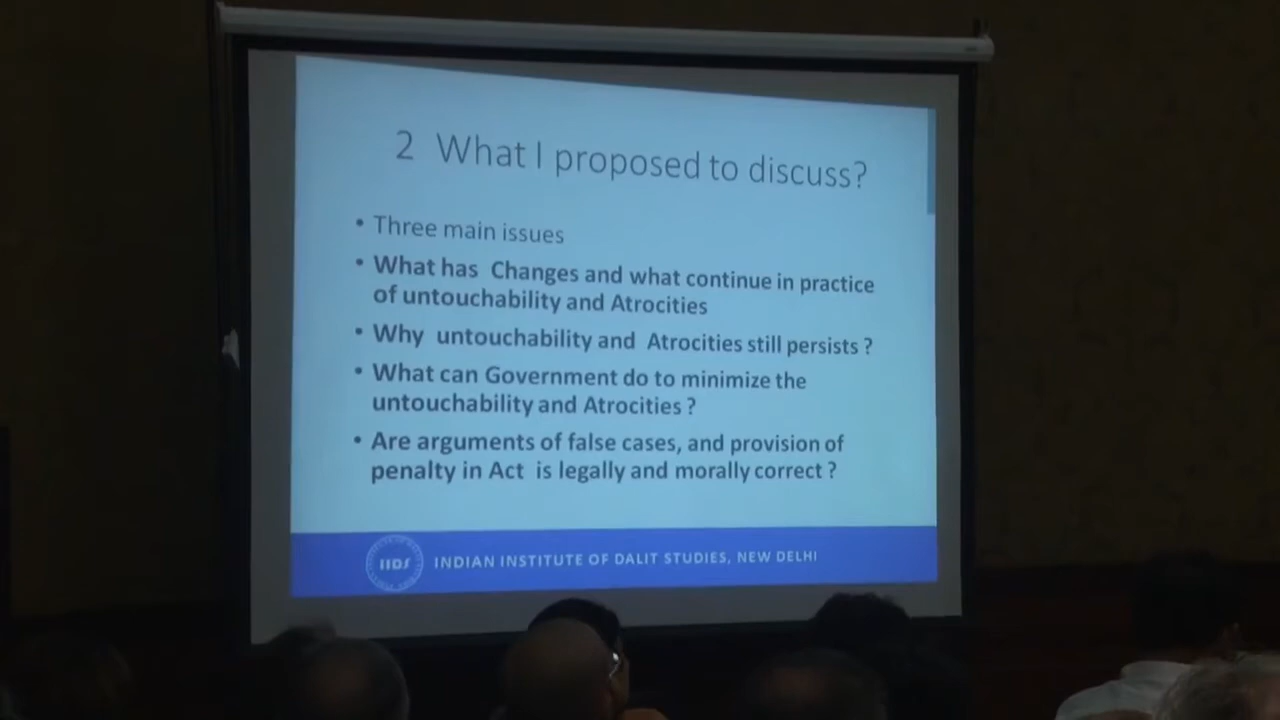 2 What I proposed to discuss?
• Three main issues
• What has Changes and what continue in practice
of untouchability and Atrocities
• Why untouchability and Atrocities still persists ?
• What can Government do to minimize the
untouchability and Atrocities ?
• Are arguments of false cases, and provision of
penalty in Act is legally and morally correct ?
IIDS INDIAN INSTITUTE OF DALIT STUDIES, NEW DELHI